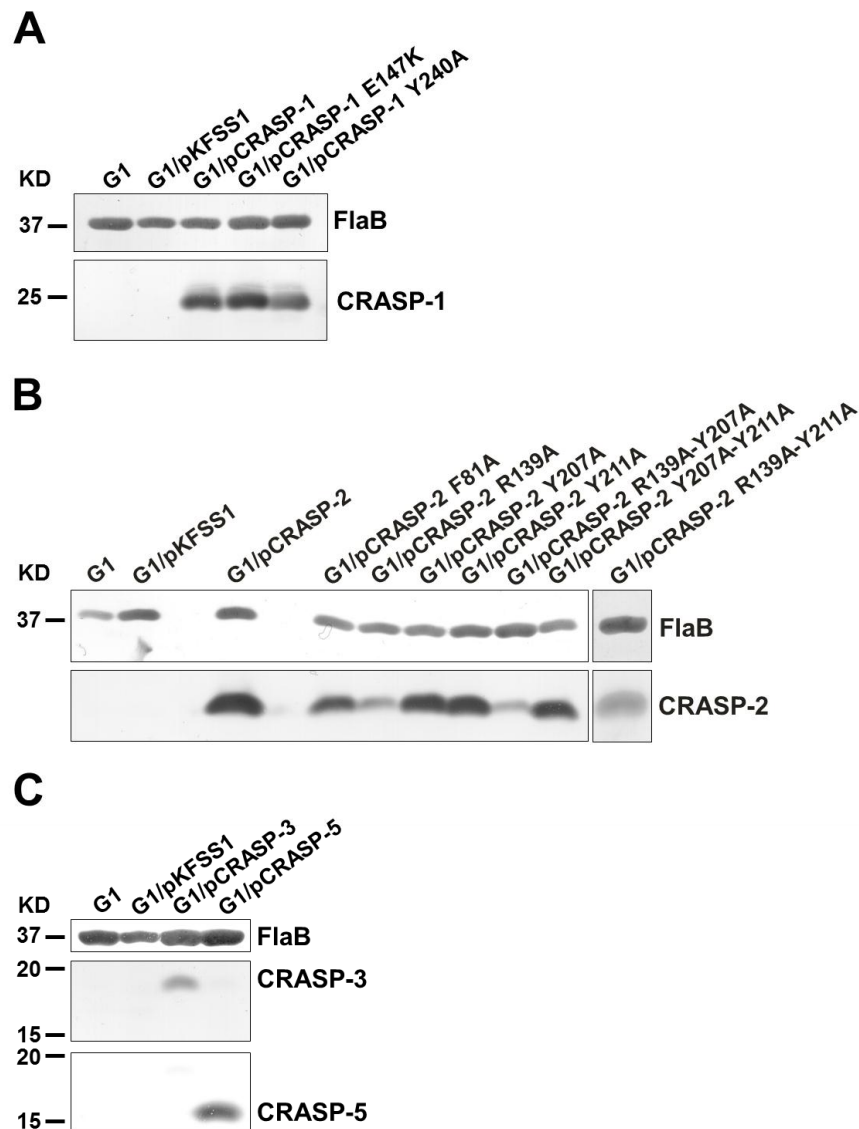 A
KD
G1
G1/pKFSS1
G1/pCRASP-1
G1/pCRASP-1 E147K
G1/pCRASP-1 Y240A
37
FlaB
25
CRASP-1
B
KD
G1
G1/pKFSS1
G1/pCRASP-2
G1/pCRASP-2 F81A
G1/pCRASP-2 R139A
G1/pCRASP-2 Y207A
G1/pCRASP-2 Y211A
G1/pCRASP-2 R139A-Y207A
G1/pCRASP-2 Y207A-Y211A
G1/pCRASP-2 R139A-Y211A
37
FlaB
CRASP-2
C
KD
G1
G1/pKFSS1
G1/pCRASP-3
G1/pCRASP-5
37
FlaB
20
CRASP-3
15
20
CRASP-5
15